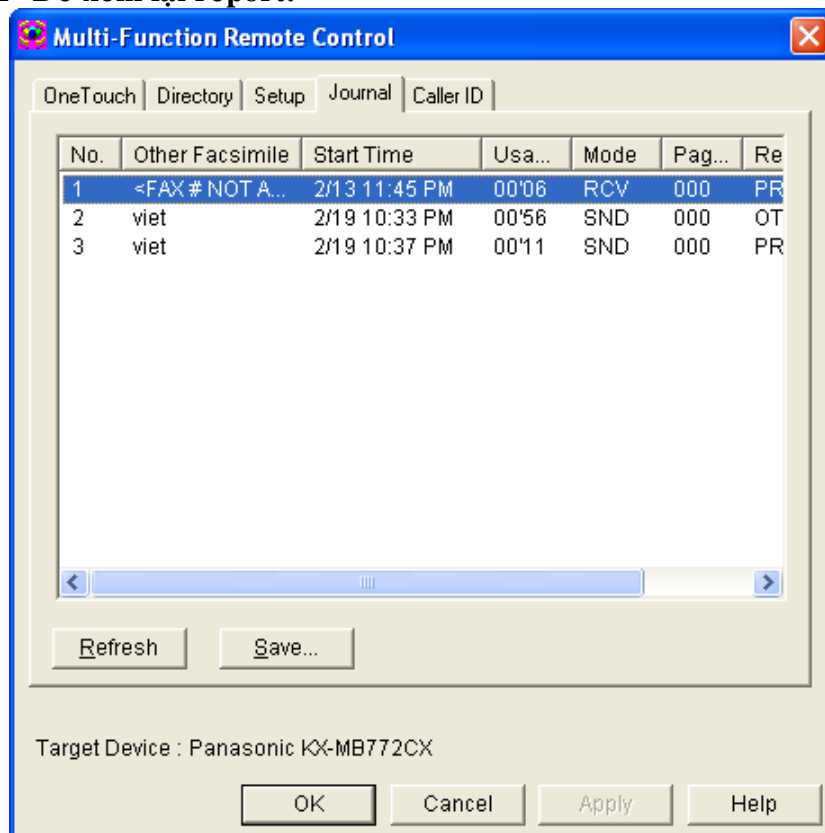 report.
Multi-Function Remote Control
OneTouch Directory Setup Journal Caller ID
No. Other Facsimile Start Time Usa... Mode Pag... Re
1 <FAX # NOT A... 2/13 11:45 PM 00'06 RCV 000 PR
2 viet 2/19 10:33 PM 00'56 SND 000 OT
3 viet 2/19 10:37 PM 00'11 SND 000 PR
Refresh Save...
Target Device : Panasonic KX-MB772CX
OK Cancel Apply Help